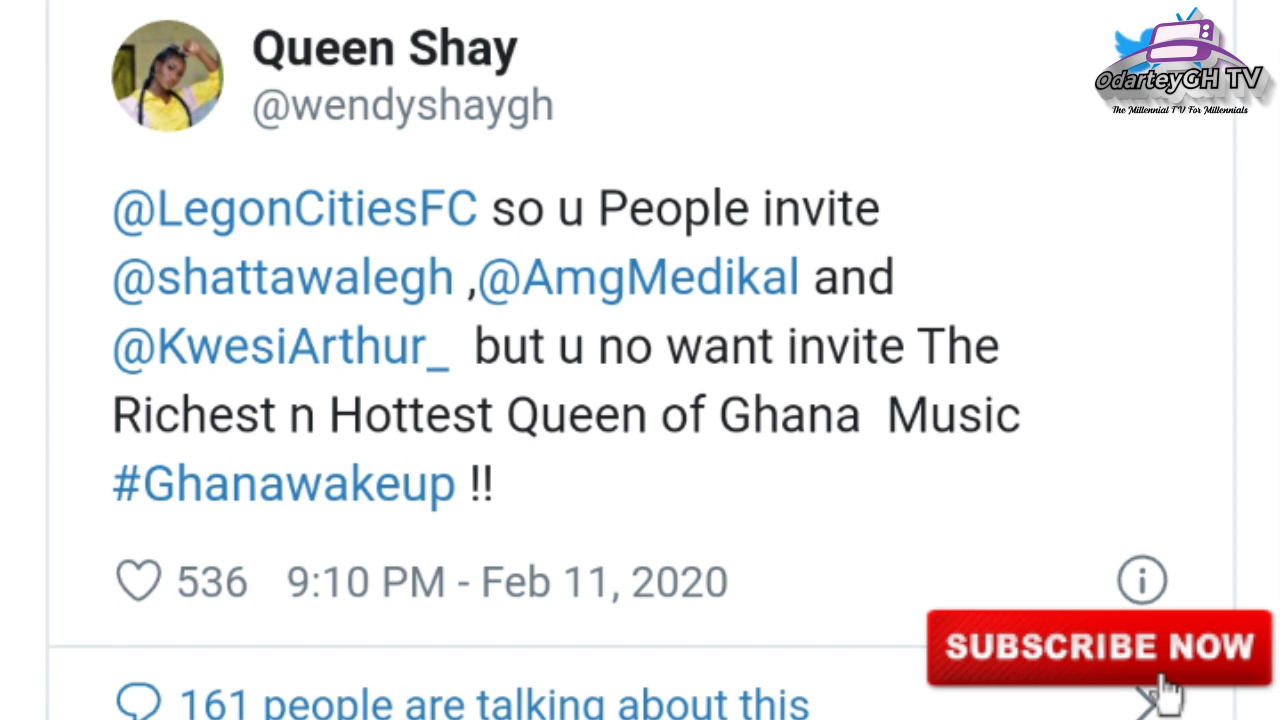 Queen Shay
@wendyshaygh
OdarteyGH TV
The Millennial TV For Millennials
@LegonCitiesFC so u People invite
@shattawalegh ,@AmgMedikal and
@KwesiArthur_ but u no want invite The
Richest n Hottest Queen of Ghana Music
#Ghanawakeup !!
536 9:10 PM - Feb 11, 2020
SUBSCRIBE NOW
161 people are talking about this